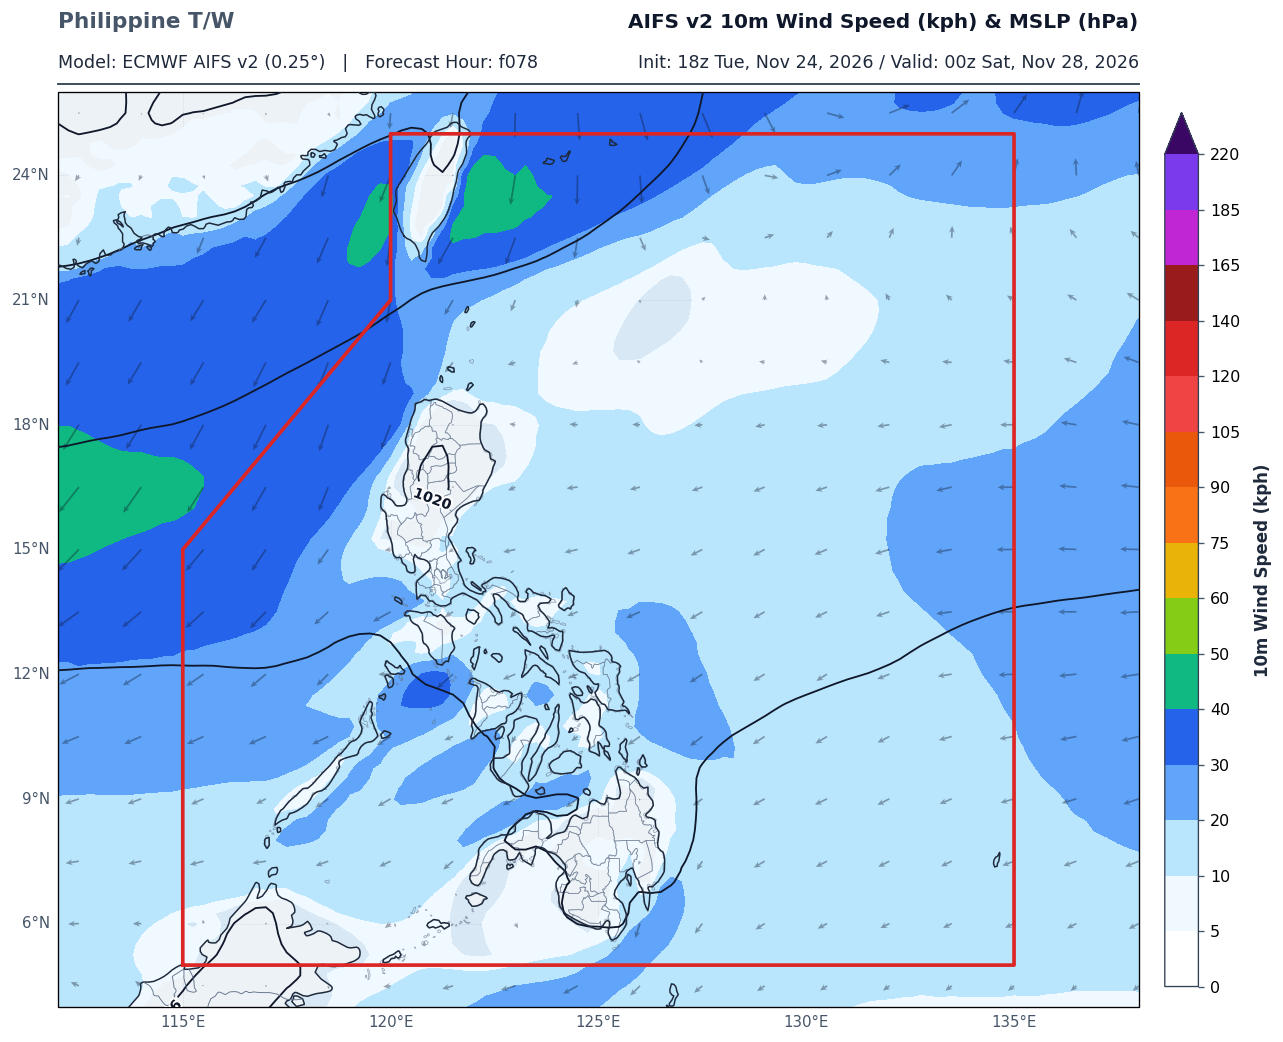 Philippine T/W
AIFS v2 10m Wind Speed (kph) & MSLP (hPa)
Model: ECMWF AIFS v2 (0.25°) | Forecast Hour: f078
Init: 18z Tue, Nov 24, 2026 / Valid: 00z Sat, Nov 28, 2026
24°N
21°N
18°N
15°N
12°N
9°N
6°N
1020
115°E
120°E
125°E
130°E
135°E
220
185
165
140
120
105
90
75
60
50
40
30
20
10
5
0
10m Wind Speed (kph)